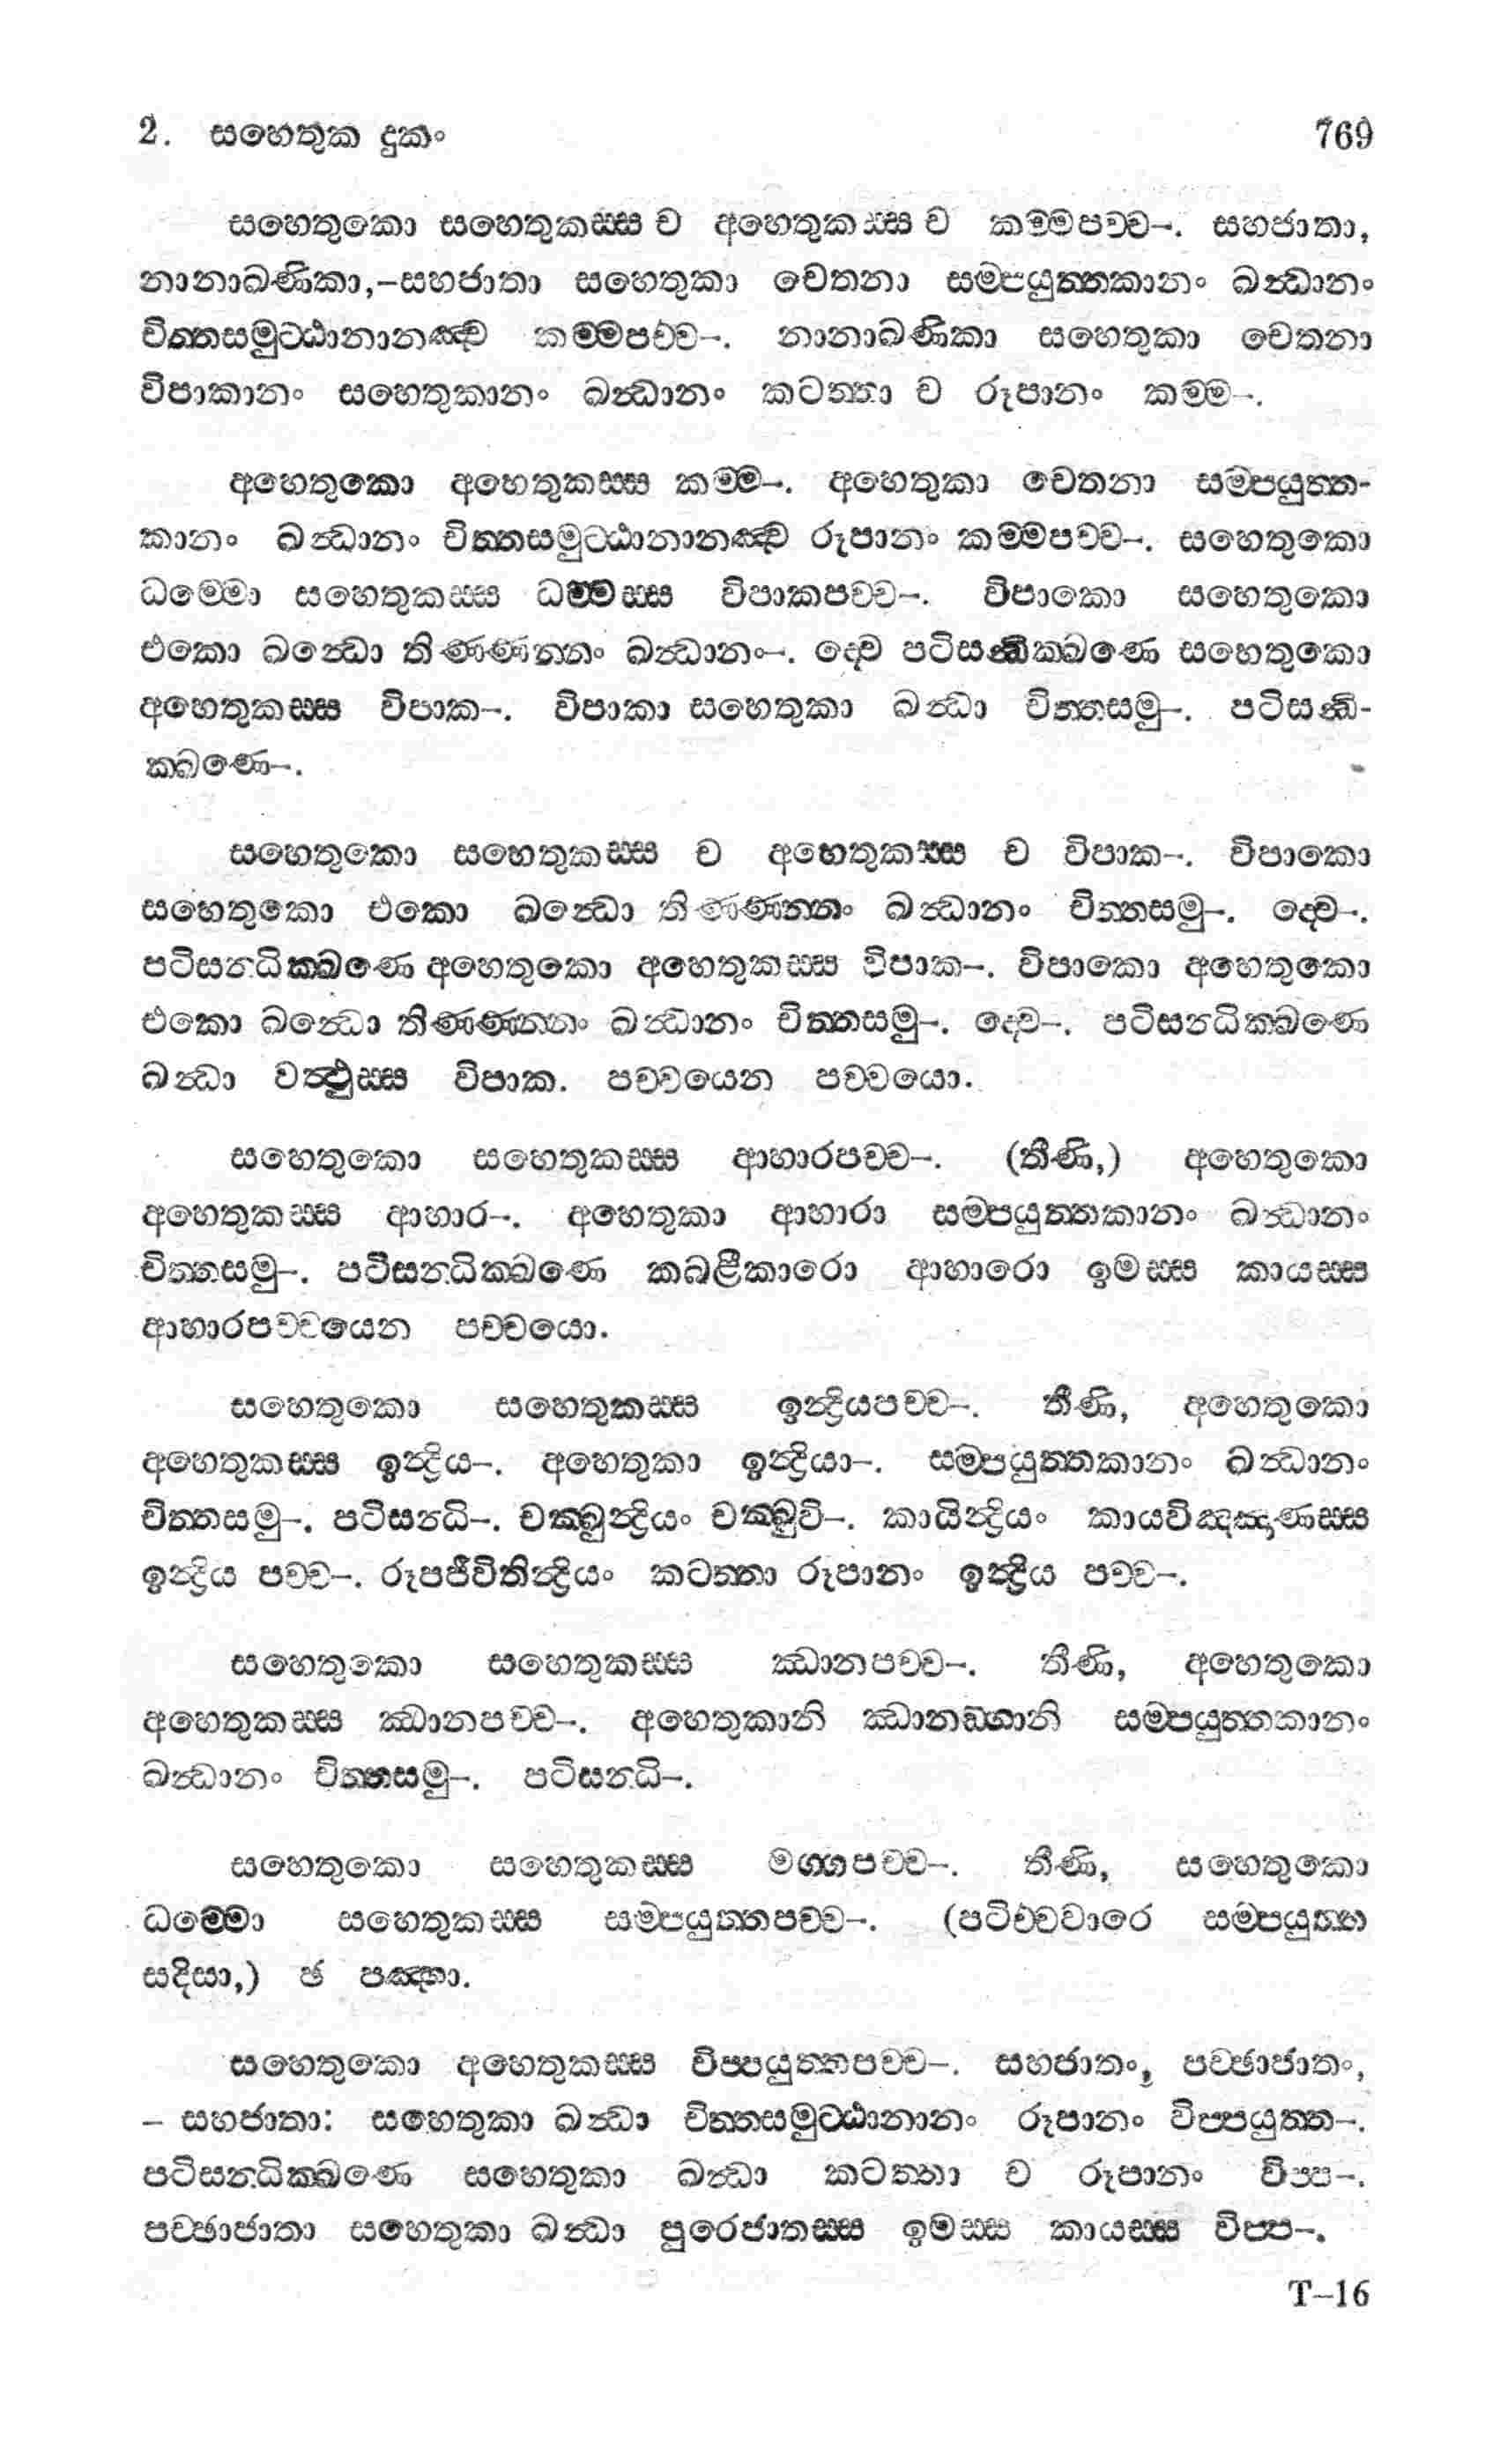 2. සහෙතුක දුකං 769
සහෙතුකො සහෙතුකස්ස ච අහෙතුකස්ස ච කම්මපච්ච-. සහජාතා,
නානාඛණිකා,-සහජාතා සහෙතුකා චෙතනා සම්පයුත්තකානං ඛන්ධානං
චිත්තසමුට්ඨානානඤ්ච කම්මපච්ච-. නානාඛණිකා සහෙතුකා චෙතනා
විපාකානං සහෙතුකානං ඛන්ධානං කටත්තා ච රූපානං කම්ම-.
අහෙතුකො අහෙතුකස්ස කම්ම-. අහෙතුකා චෙතනා සම්පයුත්ත-
කානං ඛන්ධානං චිත්තසමුට්ඨානානඤ්ච රූපානං කම්මපච්ච-. සහෙතුකො
ධම්මො සහෙතුකස්ස ධම්මස්ස විපාකපච්ච-. විපාකො සහෙතුකො
එකො ඛන්ධො තිණ්ණන්නං ඛන්ධානං-. ද්වෙ පටිසන්ධික්ඛණෙ සහෙතුකො
අහෙතුකස්ස විපාක-. විපාකා සහෙතුකා ඛන්ධා චිත්තසමු-. පටිසන්ධි-
ක්ඛණෙ-.
සහෙතුකො සහෙතුකස්ස ච අහෙතුකස්ස ච විපාක-. විපාකො
සහෙතුකො එකො ඛන්ධො තිණ්ණන්නං ඛන්ධානං චිත්තසමු-. ද්වෙ-.
පටිසන්ධික්ඛණෙ අහෙතුකො අහෙතුකස්ස විපාක-. විපාකො අහෙතුකො
එකො ඛන්ධො තිණ්ණන්නං ඛන්ධානං චිත්තසමු-. ද්වෙ-. පටිසන්ධික්ඛණෙ
ඛන්ධා වත්ථුස්ස විපාක. පච්චයෙන පච්චයො.
සහෙතුකො සහෙතුකස්ස ආහාරපච්ච-. (තීණි,) අහෙතුකො
අහෙතුකස්ස ආහාර-. අහෙතුකා ආහාරා සම්පයුත්තකානං ඛන්ධානං
චිත්තසමු-. පටිසන්ධික්ඛණෙ කබළීකාරො ආහාරො ඉමස්ස කායස්ස
ආහාරපච්චයෙන පච්චයො.
සහෙතුකො සහෙතුකස්ස ඉන්ද්‍රියපච්ච-. තීණි, අහෙතුකො
අහෙතුකස්ස ඉන්ද්‍රිය-. අහෙතුකා ඉන්ද්‍රියා-. සම්පයුත්තකානං ඛන්ධානං
චිත්තසමු-. පටිසන්ධි-. චක්ඛුන්ද්‍රියං චක්ඛුවි-. කායින්ද්‍රියං කායවිඤ්ඤාණස්ස
ඉන්ද්‍රිය පච්ච-. රූපජීවිතින්ද්‍රියං කටත්තා රූපානං ඉන්ද්‍රිය පච්ච-.
සහෙතුකො සහෙතුකස්ස ඣානපච්ච-. තීණි, අහෙතුකො
අහෙතුකස්ස ඣානපච්ච-. අහෙතුකානි ඣානඞ්ගානි සම්පයුත්තකානං
ඛන්ධානං චිත්තසමු-. පටිසන්ධි-.
සහෙතුකො සහෙතුකස්ස මග්ගපච්ච-. තීණි, සහෙතුකො
ධම්මො සහෙතුකස්ස සම්පයුත්තපච්ච-. (පටිච්චවාරෙ සම්පයුත්ත
සදිසා,) ඡ පඤ්හා.
සහෙතුකො අහෙතුකස්ස විප්පයුත්තපච්ච-. සහජාතං, පච්ඡාජාතං,
- සහජාතා: සහෙතුකා ඛන්ධා චිත්තසමුට්ඨානානං රූපානං විප්පයුත්ත-.
පටිසන්ධික්ඛණෙ සහෙතුකා ඛන්ධා කටත්තා ච රූපානං විප්ප-.
පච්ඡාජාතා සහෙතුකා ඛන්ධා පුරෙජාතස්ස ඉමස්ස කායස්ස විප්ප-.
T-16